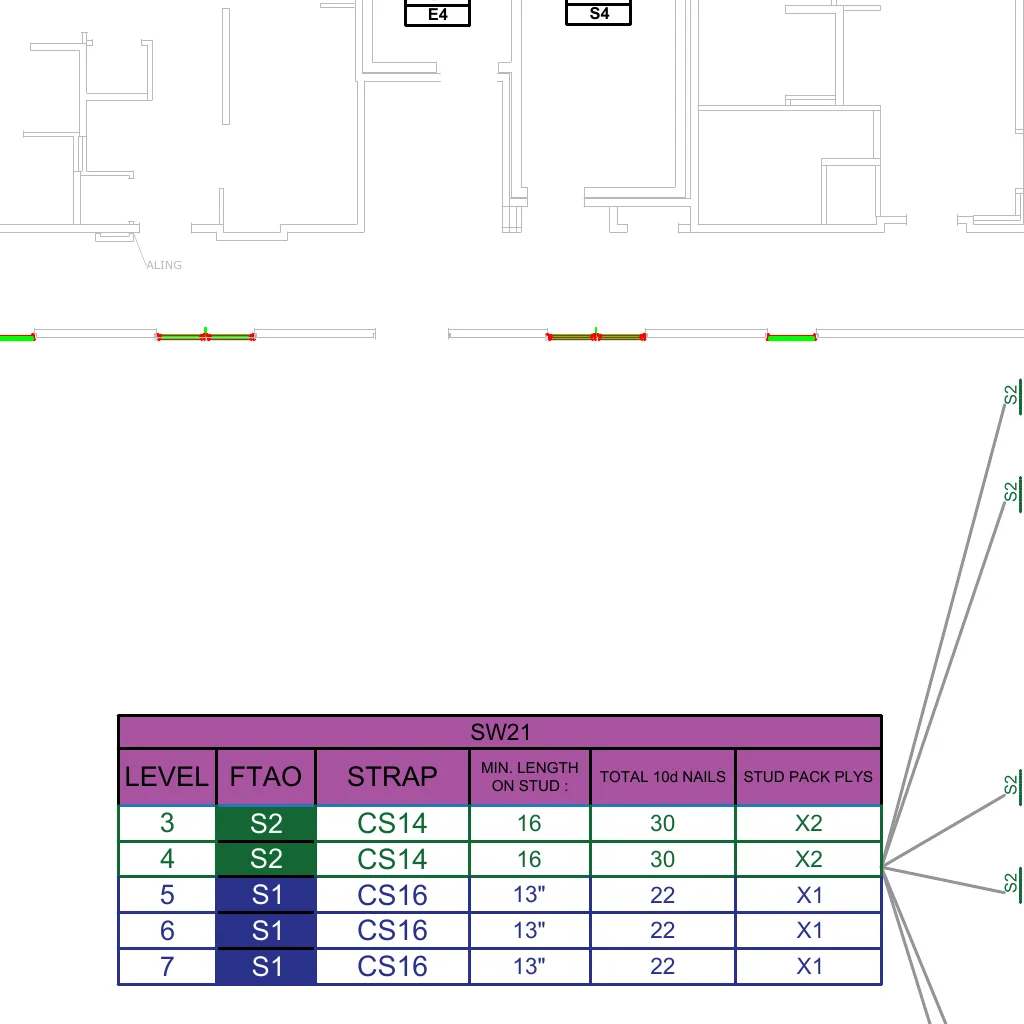 E4
S4
ALING
S2
S2
SW21
LEVEL FTAO STRAP MIN. LENGTH ON STUD : TOTAL 10d NAILS STUD PACK PLYS
3 S2 CS14 16 30 X2
4 S2 CS14 16 30 X2
5 S1 CS16 13" 22 X1
6 S1 CS16 13" 22 X1
7 S1 CS16 13" 22 X1
S2
S2